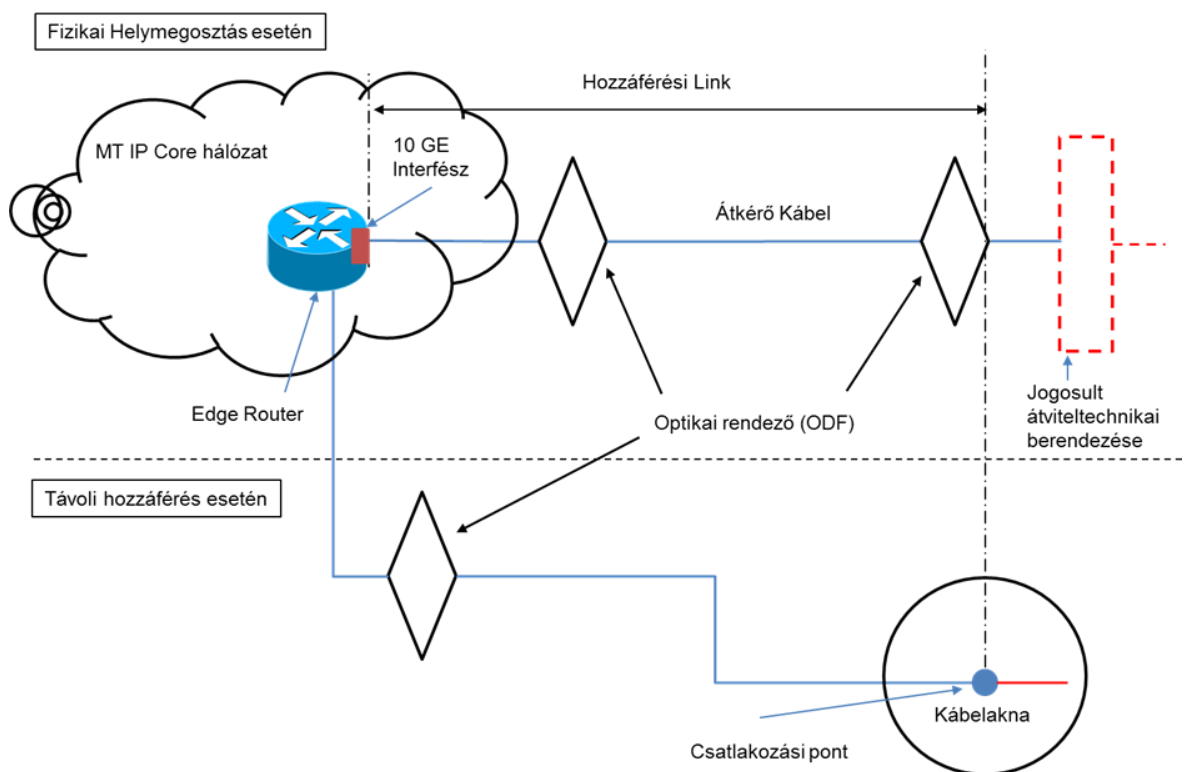 Fizikai Helymegosztás esetén
Hozzáférési Link
MT IP Core hálózat
10 GE
Interfész
Átkérő Kábel
Edge Router
Optikai rendező (ODF)
Jogosult
átviteltechnikai
berendezése
Távoli hozzáférés esetén
Kábelakna
Csatlakozási pont